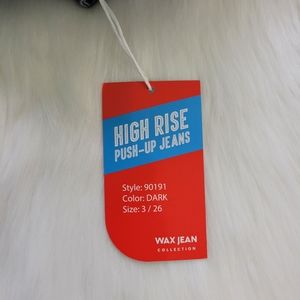 HIGH RISE
PUSH-UP JEANS
Style: 90191
Color: DARK
Size: 3 / 26
WAX JEAN
COLLECTION